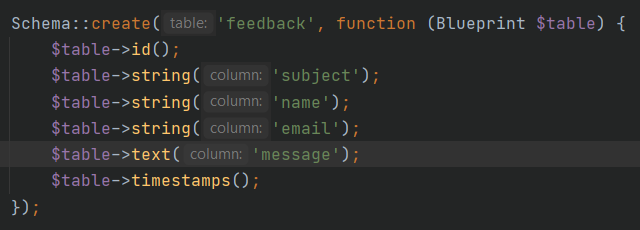 Schema::create( table: 'feedback', function (Blueprint $table) {
$table->id();
$table->string( column: 'subject');
$table->string( column: 'name');
$table->string( column: 'email');
$table->text( column: 'message');
$table->timestamps();
});